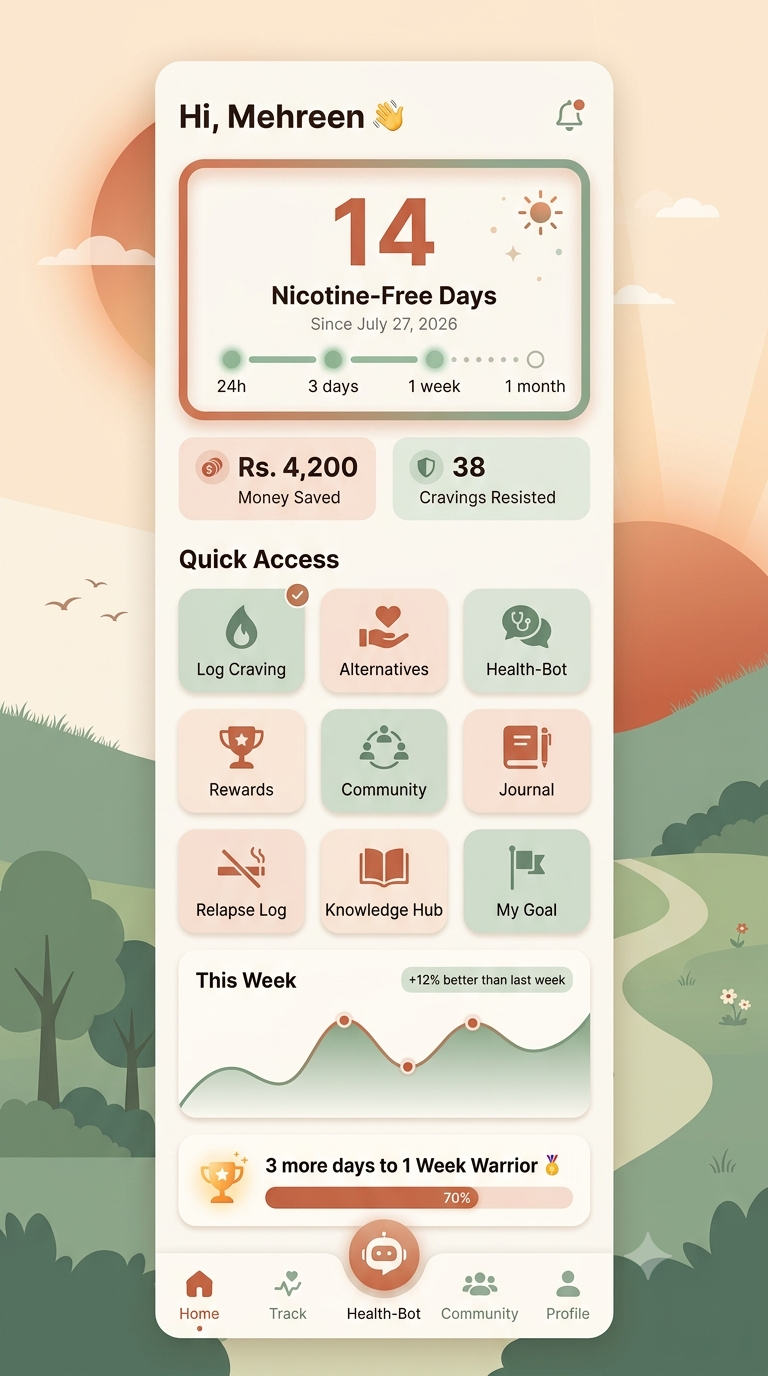 Hi, Mehreen 👋
14
Nicotine-Free Days
Since July 27, 2026
24h 3 days 1 week 1 month
Rs. 4,200
Money Saved
38
Cravings Resisted
Quick Access
Log Craving
Alternatives
Health-Bot
Rewards
Community
Journal
Relapse Log
Knowledge Hub
My Goal
This Week
+12% better than last week
3 more days to 1 Week Warrior 🏅
70%
Home Track Health-Bot Community Profile